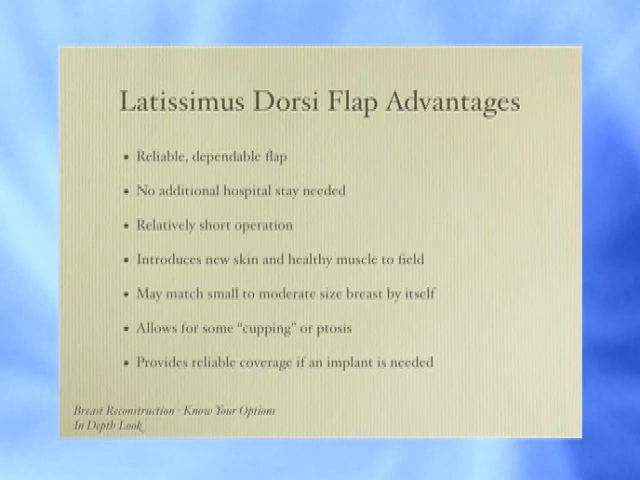 Latissimus Dorsi Flap Advantages
• Reliable, dependable flap
• No additional hospital stay needed
• Relatively short operation
• Introduces new skin and healthy muscle to field
• May match small to moderate size breast by itself
• Allows for some “cupping” or ptosis
• Provides reliable coverage if an implant is needed
Breast Reconstruction · Know Your Options
In Depth Look